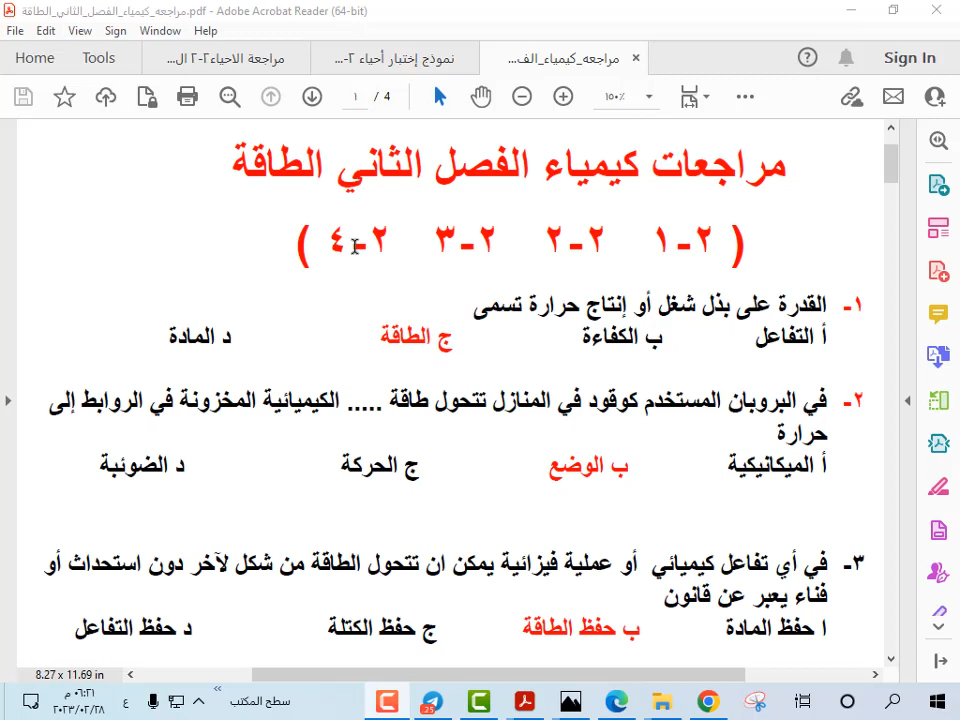 مراجعه_كيمياء_الفصل_الثاني_الطاقة.pdf - Adobe Acrobat Reader (64-bit)
File Edit View Sign Window Help
Home Tools مراجعة الاحياء٢-٢ ال... نموذج إختبار أحياء ٢-... مراجعه_كيمياء_الف... × Sign In
١ / 4 ١٥٠٪
مراجعات كيمياء الفصل الثاني الطاقة
( ٢-١ ٢-٢ ٢-٣ ٢-٤ )
١- القدرة على بذل شغل أو إنتاج حرارة تسمى
أ التفاعل ب الكفاءة ج الطاقة د المادة
٢- في البروبان المستخدم كوقود في المنازل تتحول طاقة ..... الكيميائية المخزونة في الروابط إلى
حرارة
أ الميكانيكية ب الوضع ج الحركة د الضوئية
٣- في أي تفاعل كيميائي أو عملية فيزيائية يمكن ان تتحول الطاقة من شكل لآخر دون استحداث أو
فناء يعبر عن قانون
ا حفظ المادة ب حفظ الطاقة ج حفظ الكتلة د حفظ التفاعل
8.27 x 11.69 in
٠٦:٢١ م
٢٠٢٣/٠٢/٢٨
ع
سطح المكتب
25